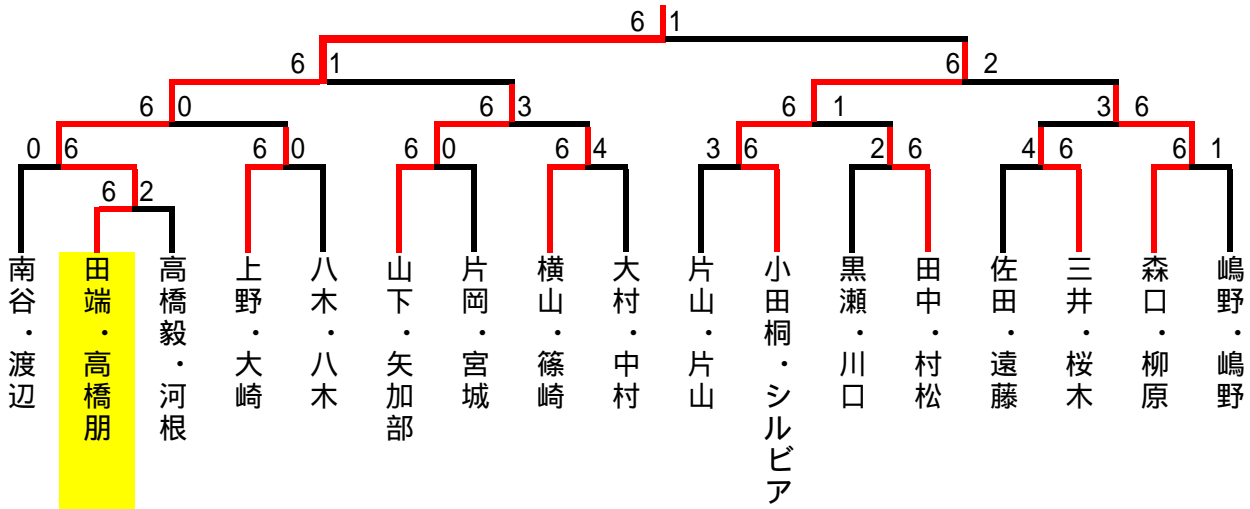 6 1
6 1 6 2
6 0 6 3 6 1 3 6
0 6 6 0 6 0 6 4 3 6 2 6 4 6 6 1
6 2
南谷・渡辺
田端・高橋朋
高橋毅・河根
上野・大崎
八木・八木
山下・矢加部
片岡・宮城
横山・篠崎
大村・中村
片山・片山
小田桐・シルビア
黒瀬・川口
田中・村松
佐田・遠藤
三井・桜木
森口・柳原
嶋野・嶋野